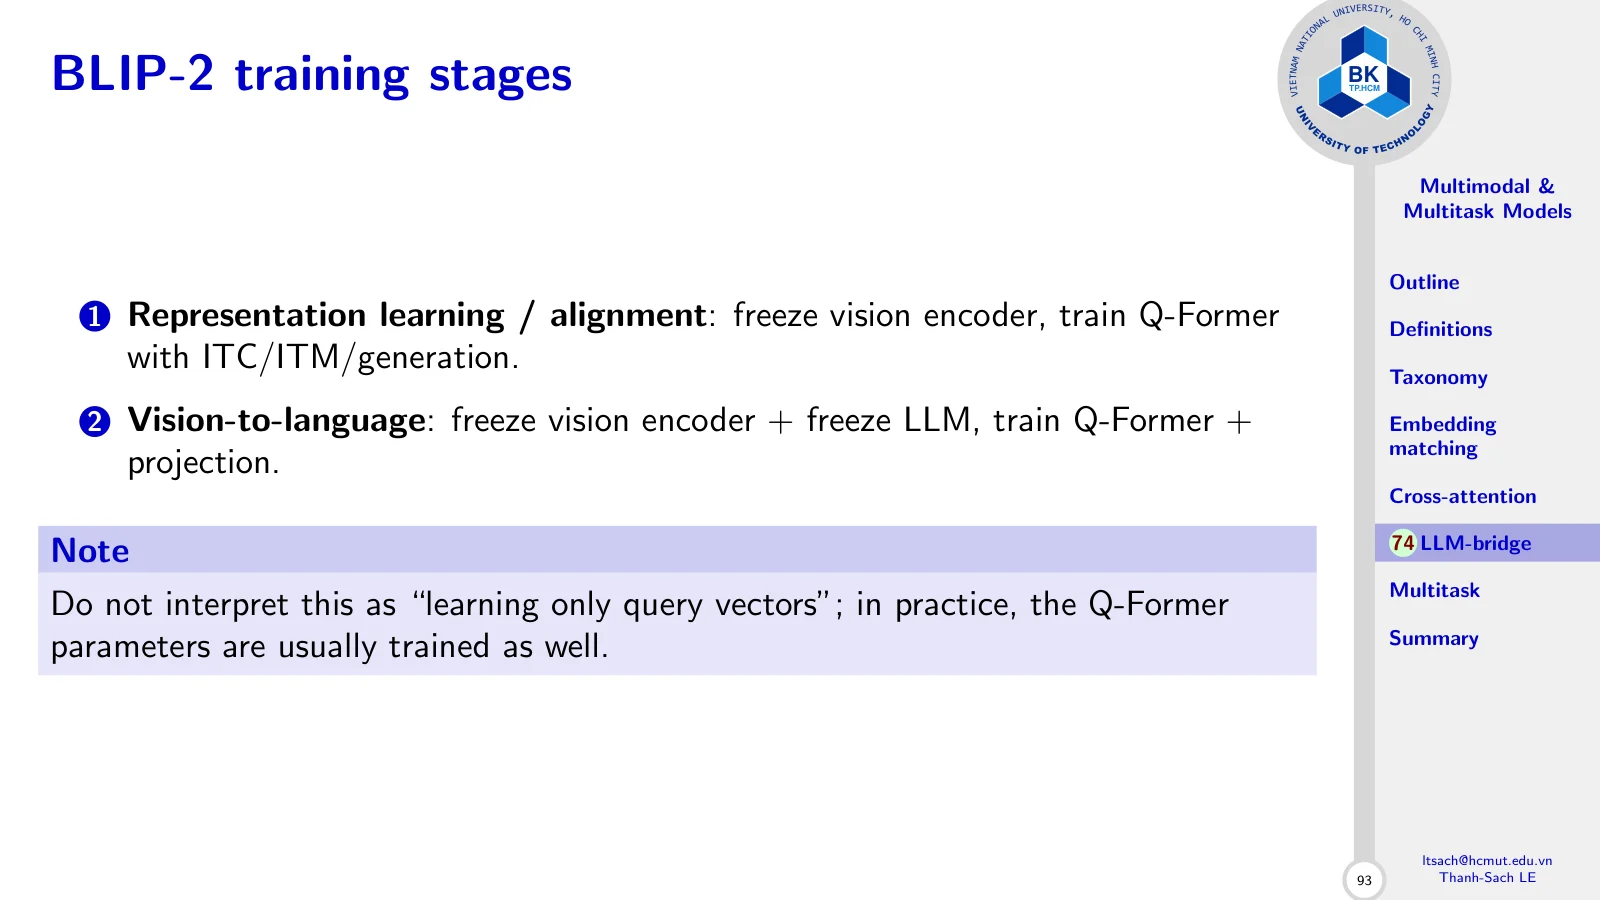 BLIP-2 training stages
1 Representation learning / alignment: freeze vision encoder, train Q-Former
with ITC/ITM/generation.
2 Vision-to-language: freeze vision encoder + freeze LLM, train Q-Former +
projection.
Note
Do not interpret this as “learning only query vectors”; in practice, the Q-Former
parameters are usually trained as well.
VIETNAM NATIONAL UNIVERSITY, HO CHI MINH CITY
BK
TP.HCM
UNIVERSITY OF TECHNOLOGY
Multimodal &
Multitask Models
Outline
Definitions
Taxonomy
Embedding
matching
Cross-attention
74 LLM-bridge
Multitask
Summary
ltsach@hcmut.edu.vn
Thanh-Sach LE
93